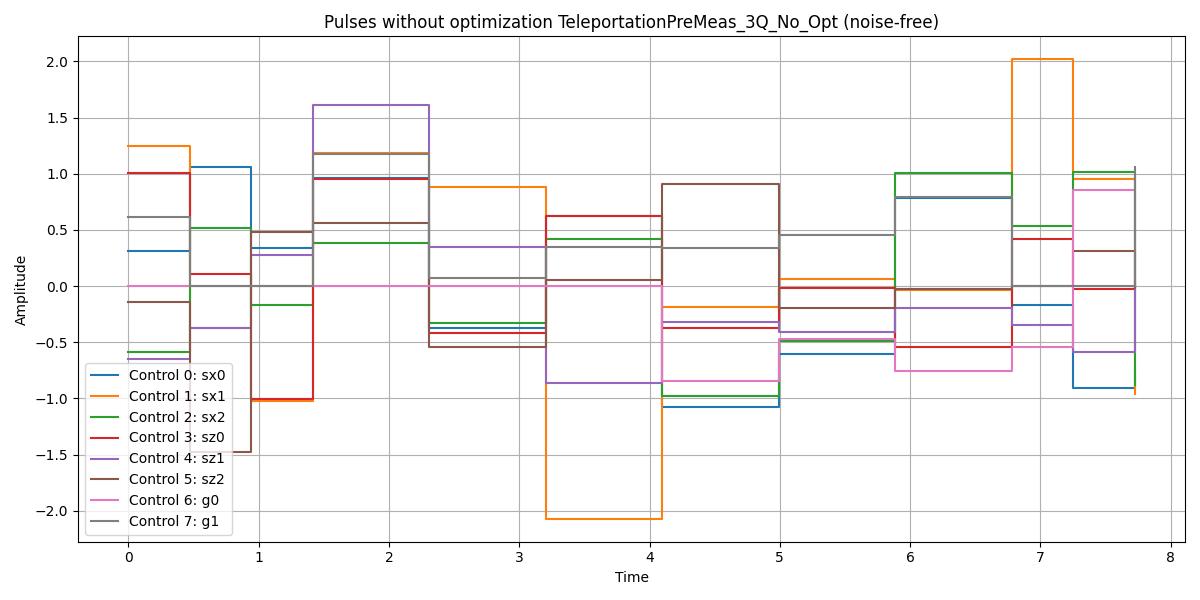 Pulses without optimization TeleportationPreMeas_3Q_No_Opt (noise-free)
Amplitude
2.0
1.5
1.0
0.5
0.0
−0.5
−1.0
−1.5
−2.0
Control 0: sx0
Control 1: sx1
Control 2: sx2
Control 3: sz0
Control 4: sz1
Control 5: sz2
Control 6: g0
Control 7: g1
0 1 2 3 4 5 6 7 8
Time